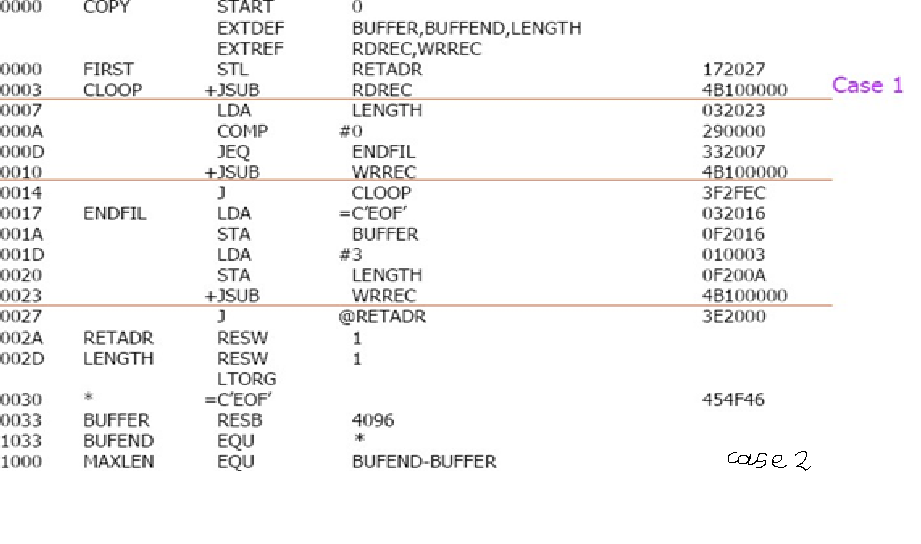 0000 COPY START 0
EXTDEF BUFFER,BUFFEND,LENGTH
EXTREF RDREC,WRREC
0000 FIRST STL RETADR 172027
0003 CLOOP +JSUB RDREC 4B100000 Case 1
0007 LDA LENGTH 032023
000A COMP #0 290000
000D JEQ ENDFIL 332007
0010 +JSUB WRREC 4B100000
0014 J CLOOP 3F2FEC
0017 ENDFIL LDA =C'EOF' 032016
001A STA BUFFER 0F2016
001D LDA #3 010003
0020 STA LENGTH 0F200A
0023 +JSUB WRREC 4B100000
0027 J @RETADR 3E2000
002A RETADR RESW 1
002D LENGTH RESW 1
LTORG
0030 * =C'EOF' 454F46
0033 BUFFER RESB 4096
1033 BUFEND EQU *
1000 MAXLEN EQU BUFEND-BUFFER case 2